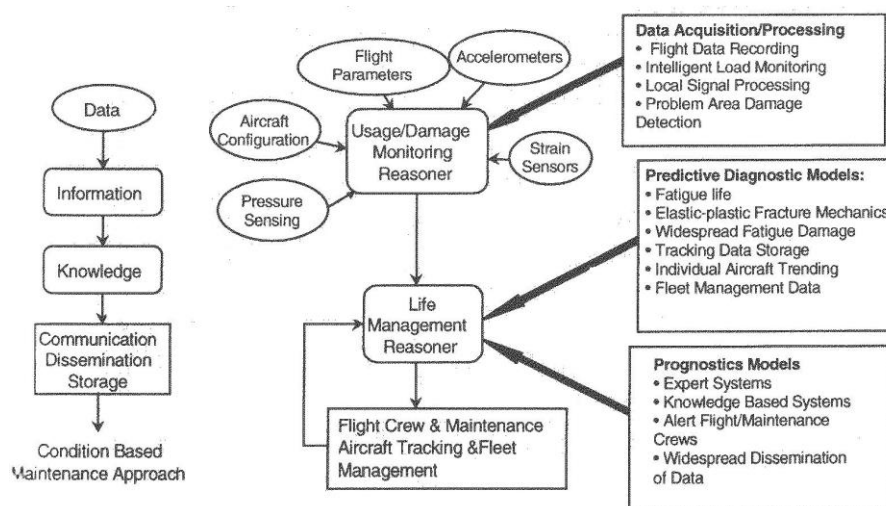 Data
Information
Knowledge
Communication
Dissemination
Storage
Condition Based
Maintenance Approach
Flight
Parameters
Accelerometers
Aircraft
Configuration
Usage/Damage
Monitoring
Reasoner
Strain
Sensors
Pressure
Sensing
Life
Management
Reasoner
Flight Crew & Maintenance
Aircraft Tracking &Fleet
Management
Data Acquisition/Processing
• Flight Data Recording
• Intelligent Load Monitoring
• Local Signal Processing
• Problem Area Damage
Detection
Predictive Diagnostic Models:
• Fatigue life
• Elastic-plastic Fracture Mechanics
• Widespread Fatigue Damage
• Tracking Data Storage
• Individual Aircraft Trending
• Fleet Management Data
Prognostics Models
• Expert Systems
• Knowledge Based Systems
• Alert Flight/Maintenance
Crews
• Widespread Dissemination
of Data